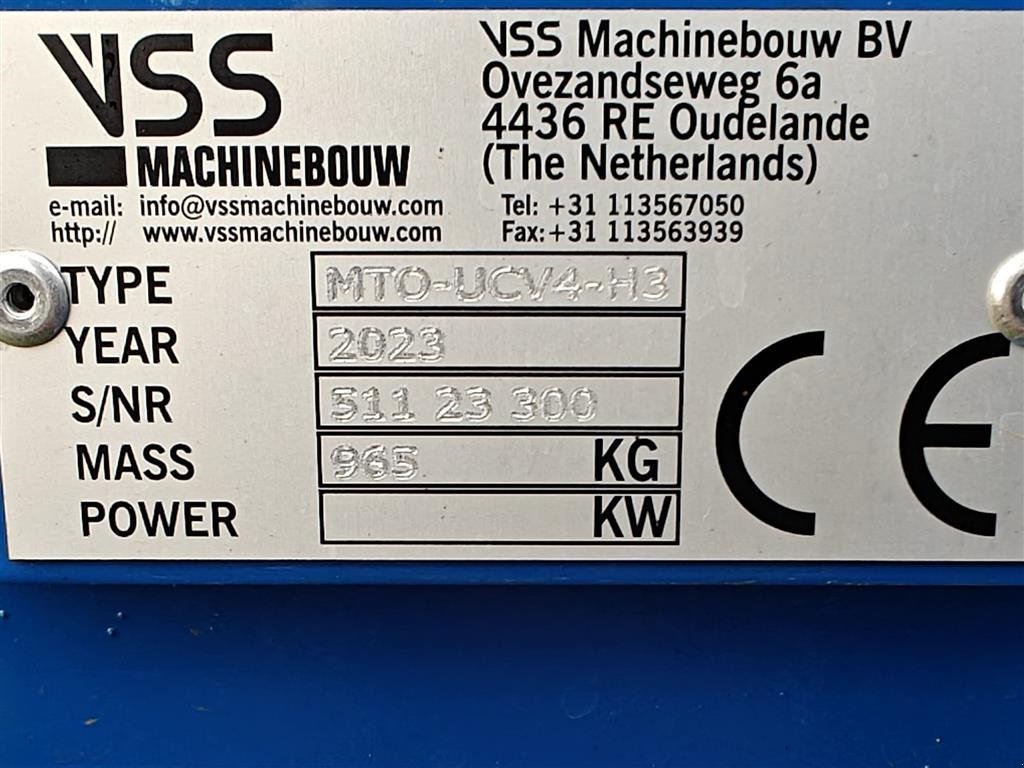 VSS
MACHINEBOUW
e-mail: info@vssmachinebouw.com
http:// www.vssmachinebouw.com
VSS Machinebouw BV
Ovezandseweg 6a
4436 RE Oudelande
(The Netherlands)
Tel: +31 113567050
Fax:+31 113563939
TYPE MTO-UCV4-H3
YEAR 2023
S/NR 511 23 300
MASS 965 KG
POWER KW
CE